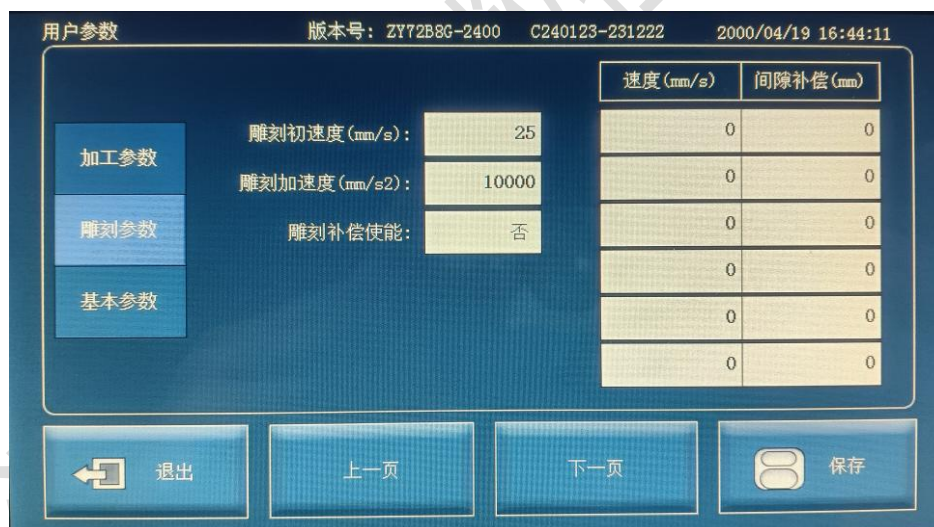 用户参数 版本号: ZY72B8G-2400 C240123-231222 2000/04/19 16:44:11
速度(mm/s) 间隙补偿(mm)
雕刻初速度(mm/s): 25 0 0
加工参数
雕刻加速度(mm/s2): 10000 0 0
雕刻参数 雕刻补偿使能: 否 0 0
0 0
基本参数
0 0
0 0
退出 上一页 下一页 保存